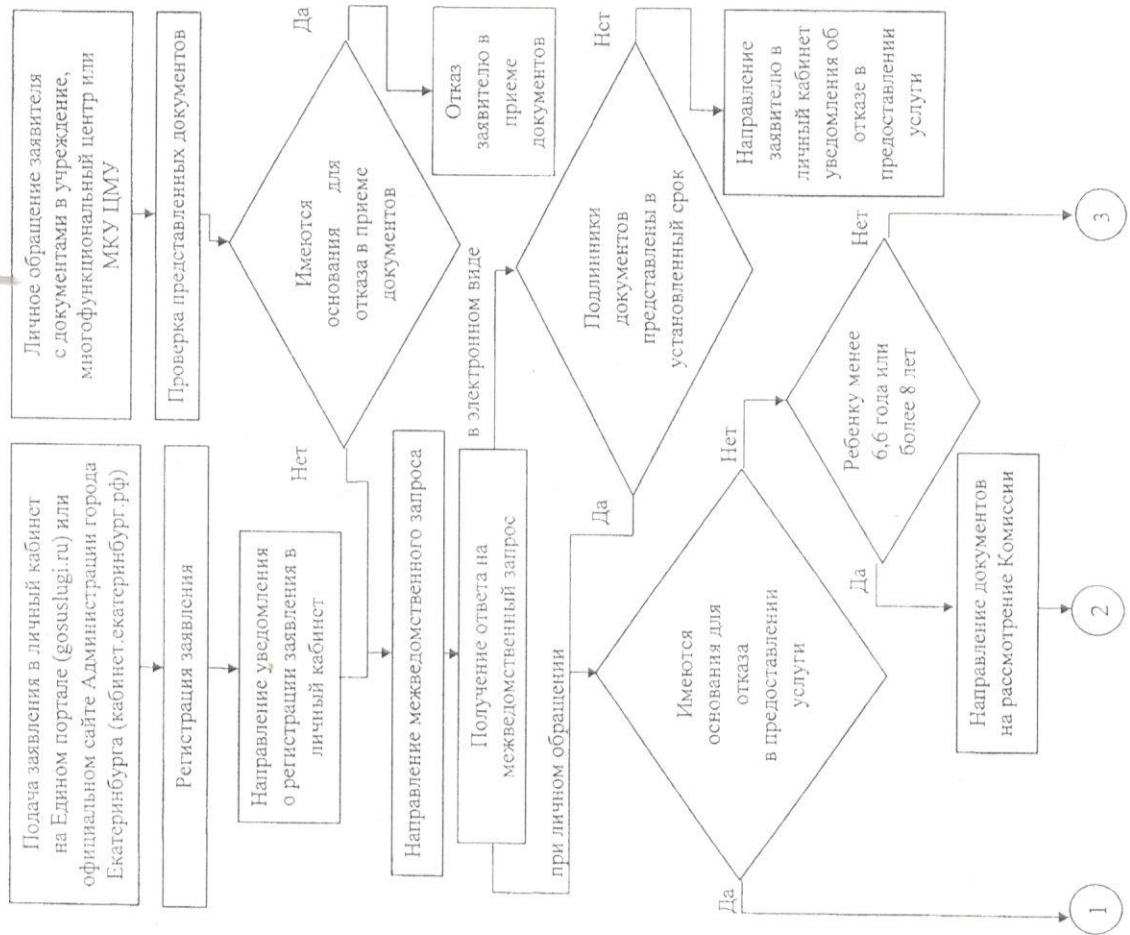 Подача заявления в личный кабинет
на Едином портале (gosuslugi.ru) или
официальном сайте Администрации города
Екатеринбурга (кабинет.екатеринбург.рф)
Личное обращение заявителя
с документами в учреждение,
многофункциональный центр или
МКУ ЦМУ
Регистрация заявления
Проверка представленных документов
Направление уведомления
о регистрации заявления в
личный кабинет
Имеются
основания для
отказа в приеме
документов
Да
Нет
Отказ
заявителю в
приеме
документов
Направление межведомственного запроса
Получение ответа на
межведомственный запрос
в электронном виде
при личном обращении
Подлинники
документов
представлены в
установленный срок
Да
Нет
Направление
заявителю в
личный кабинет
уведомления об
отказе в
предоставлении
услуги
Имеются
основания для
отказа
в предоставлении
услуги
Да
Нет
Ребенку менее
6,6 года или
более 8 лет
Да
Нет
Направление документов
на рассмотрение Комиссии
1
2
3